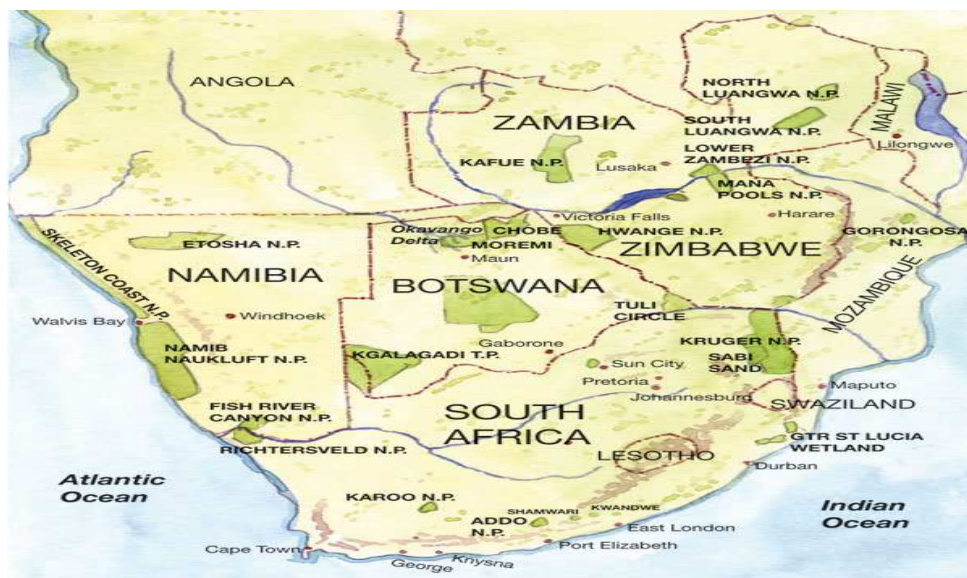 ANGOLA
ZAMBIA
KAFUE N.P.
Lusaka
NORTH
LUANGWA N.P.
SOUTH
LUANGWA N.P.
LOWER
ZAMBEZI N.P.
MALAWI
Lilongwe
MANA
POOLS N.P.
Victoria Falls
Harare
Okavango
Delta
CHOBE
MOREMI
Maun
HWANGE N.P.
ZIMBABWE
GORONGOSA
N.P.
MOZAMBIQUE
ETOSHA N.P.
SKELETON COAST N.P.
NAMIBIA
Walvis Bay
Windhoek
NAMIB
NAUKLUFT N.P.
BOTSWANA
TULI
CIRCLE
Gaborone
KGALAGADI T.P.
KRUGER N.P.
SABI
SAND
Sun City
Pretoria
Johannesburg
Maputo
SWAZILAND
FISH RIVER
CANYON N.P.
RICHTERSVELD N.P.
SOUTH
AFRICA
LESOTHO
GTR ST LUCIA
WETLAND
Durban
Atlantic
Ocean
Indian
Ocean
KAROO N.P.
ADDO
N.P.
SHAMWARI
KWANDWE
East London
Port Elizabeth
Cape Town
George
Knysna